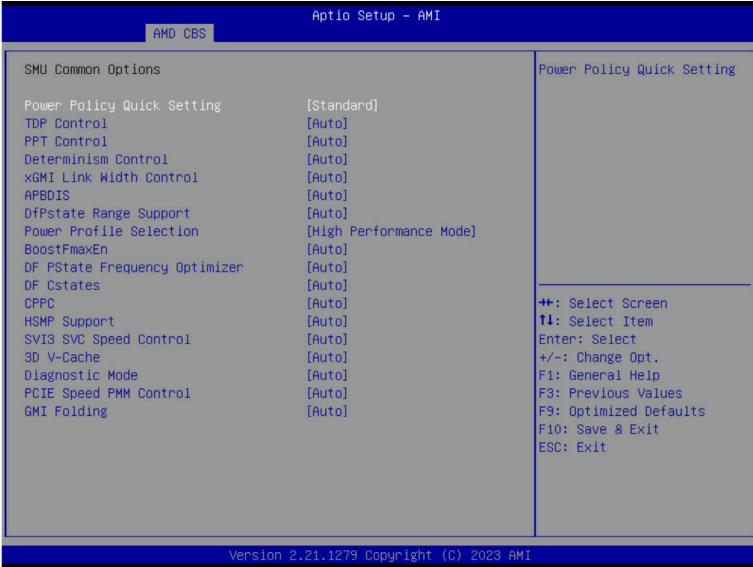 Aptio Setup – AMI
AMD CBS
SMU Common Options
Power Policy Quick Setting [Standard]
TDP Control [Auto]
PPT Control [Auto]
Determinism Control [Auto]
xGMI Link Width Control [Auto]
APBDIS [Auto]
DfPstate Range Support [Auto]
Power Profile Selection [High Performance Mode]
BoostFmaxEn [Auto]
DF PState Frequency Optimizer [Auto]
DF Cstates [Auto]
CPPC [Auto]
HSMP Support [Auto]
SVI3 SVC Speed Control [Auto]
3D V-Cache [Auto]
Diagnostic Mode [Auto]
PCIE Speed PMM Control [Auto]
GMI Folding [Auto]
Power Policy Quick Setting
→←: Select Screen
↑↓: Select Item
Enter: Select
+/-: Change Opt.
F1: General Help
F3: Previous Values
F9: Optimized Defaults
F10: Save & Exit
ESC: Exit
Version 2.21.1279 Copyright (C) 2023 AMI